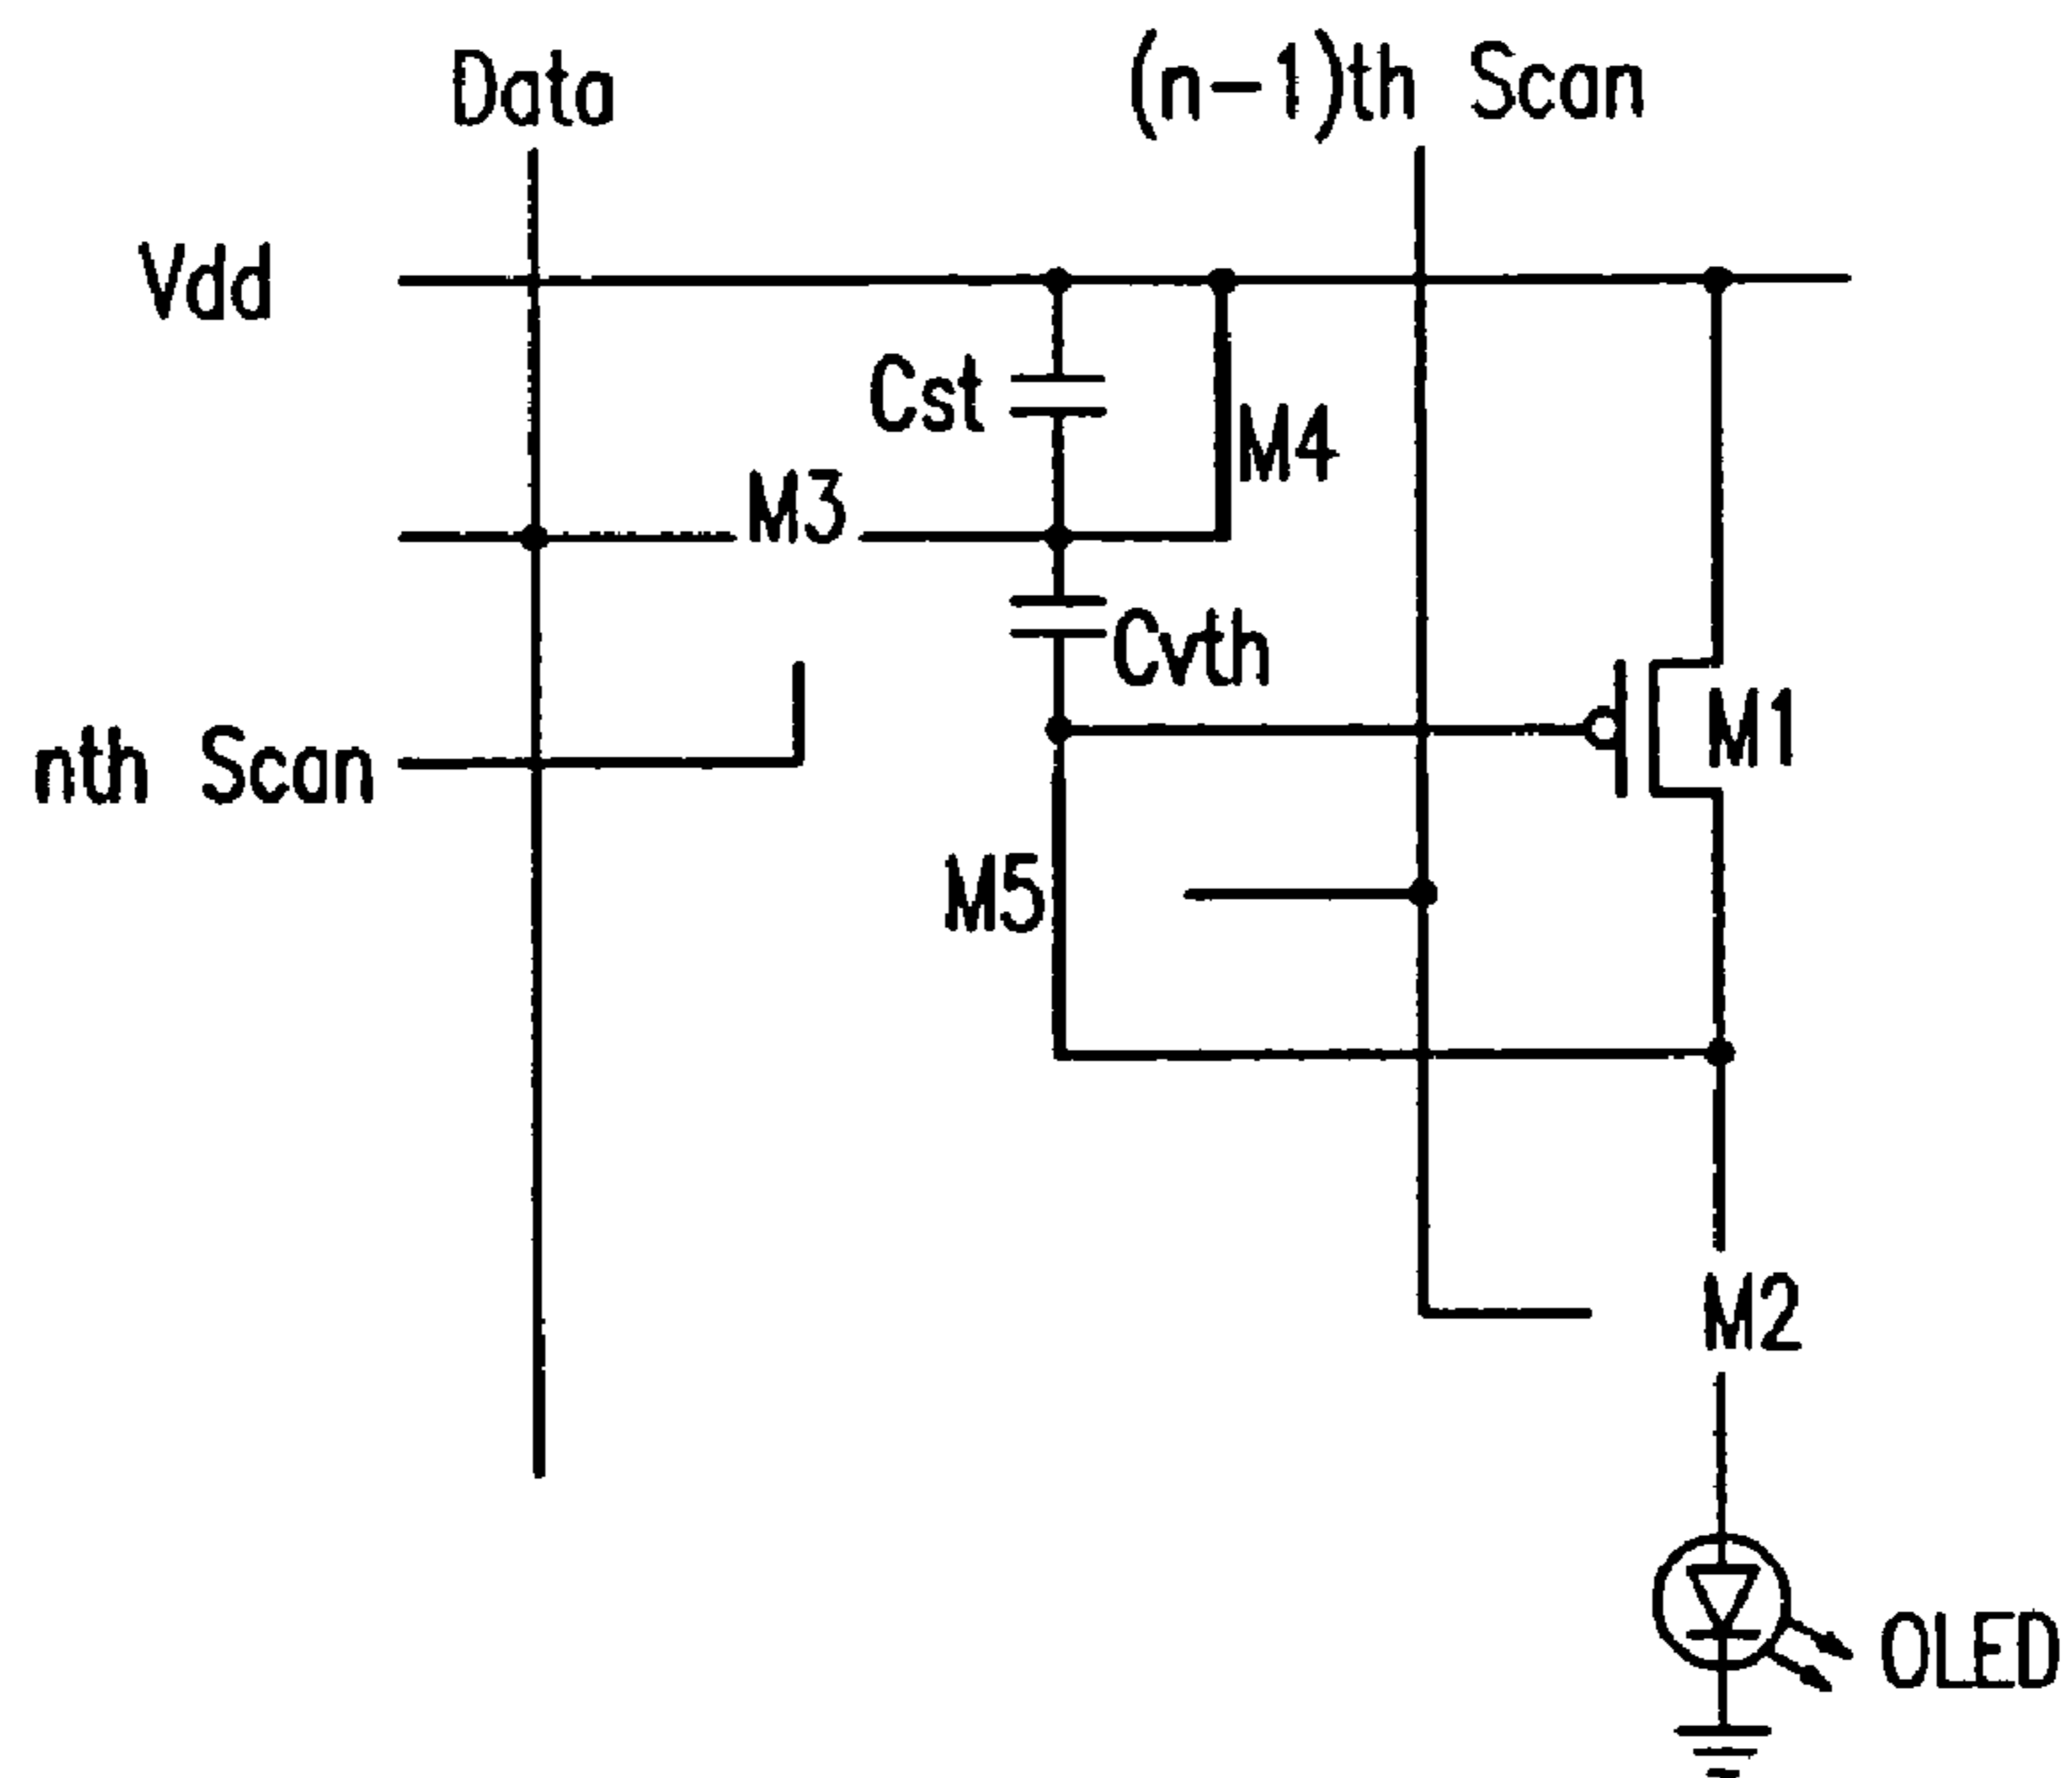 Data
(n-1)th Scan
Vdd
Cst
M4
M3
Cvth
M1
nth Scan
M5
M2
OLED